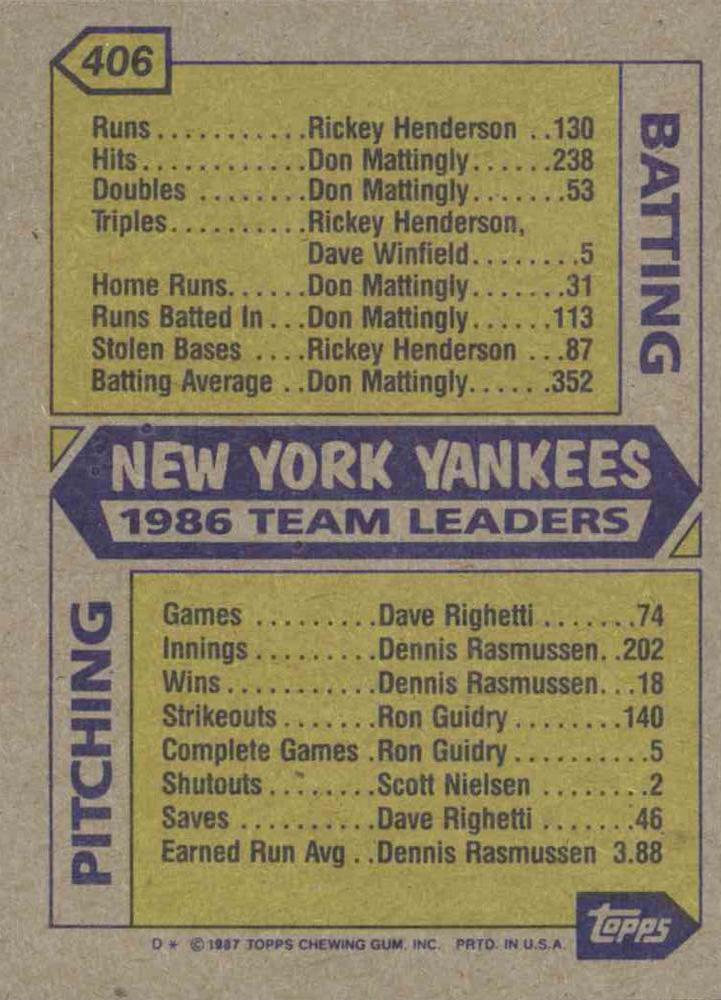 406
BATTING
Runs...........Rickey Henderson ..130
Hits............Don Mattingly......238
Doubles ........Don Mattingly.......53
Triples..........Rickey Henderson,
Dave Winfield........5
Home Runs......Don Mattingly.......31
Runs Batted In...Don Mattingly......113
Stolen Bases ....Rickey Henderson ...87
Batting Average ..Don Mattingly......352
NEW YORK YANKEES
1986 TEAM LEADERS
PITCHING
Games .........Dave Righetti .......74
Innings.........Dennis Rasmussen..202
Wins...........Dennis Rasmussen...18
Strikeouts.......Ron Guidry........140
Complete Games .Ron Guidry..........5
Shutouts........Scott Nielsen ........2
Saves ..........Dave Righetti .......46
Earned Run Avg ..Dennis Rasmussen 3.88
topps
D * © 1987 TOPPS CHEWING GUM, INC. PRTD. IN U.S.A.